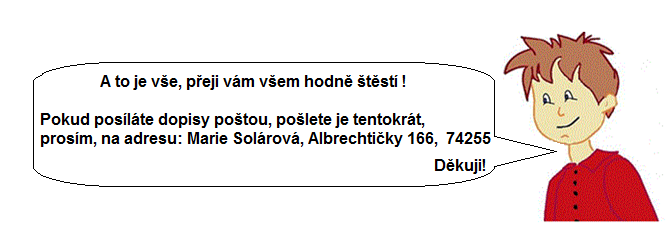 A to je vše, přeji vám všem hodně štěstí !
Pokud posíláte dopisy poštou, pošlete je tentokrát,
prosím, na adresu: Marie Solárová, Albrechtičky 166, 74255
Děkuji!